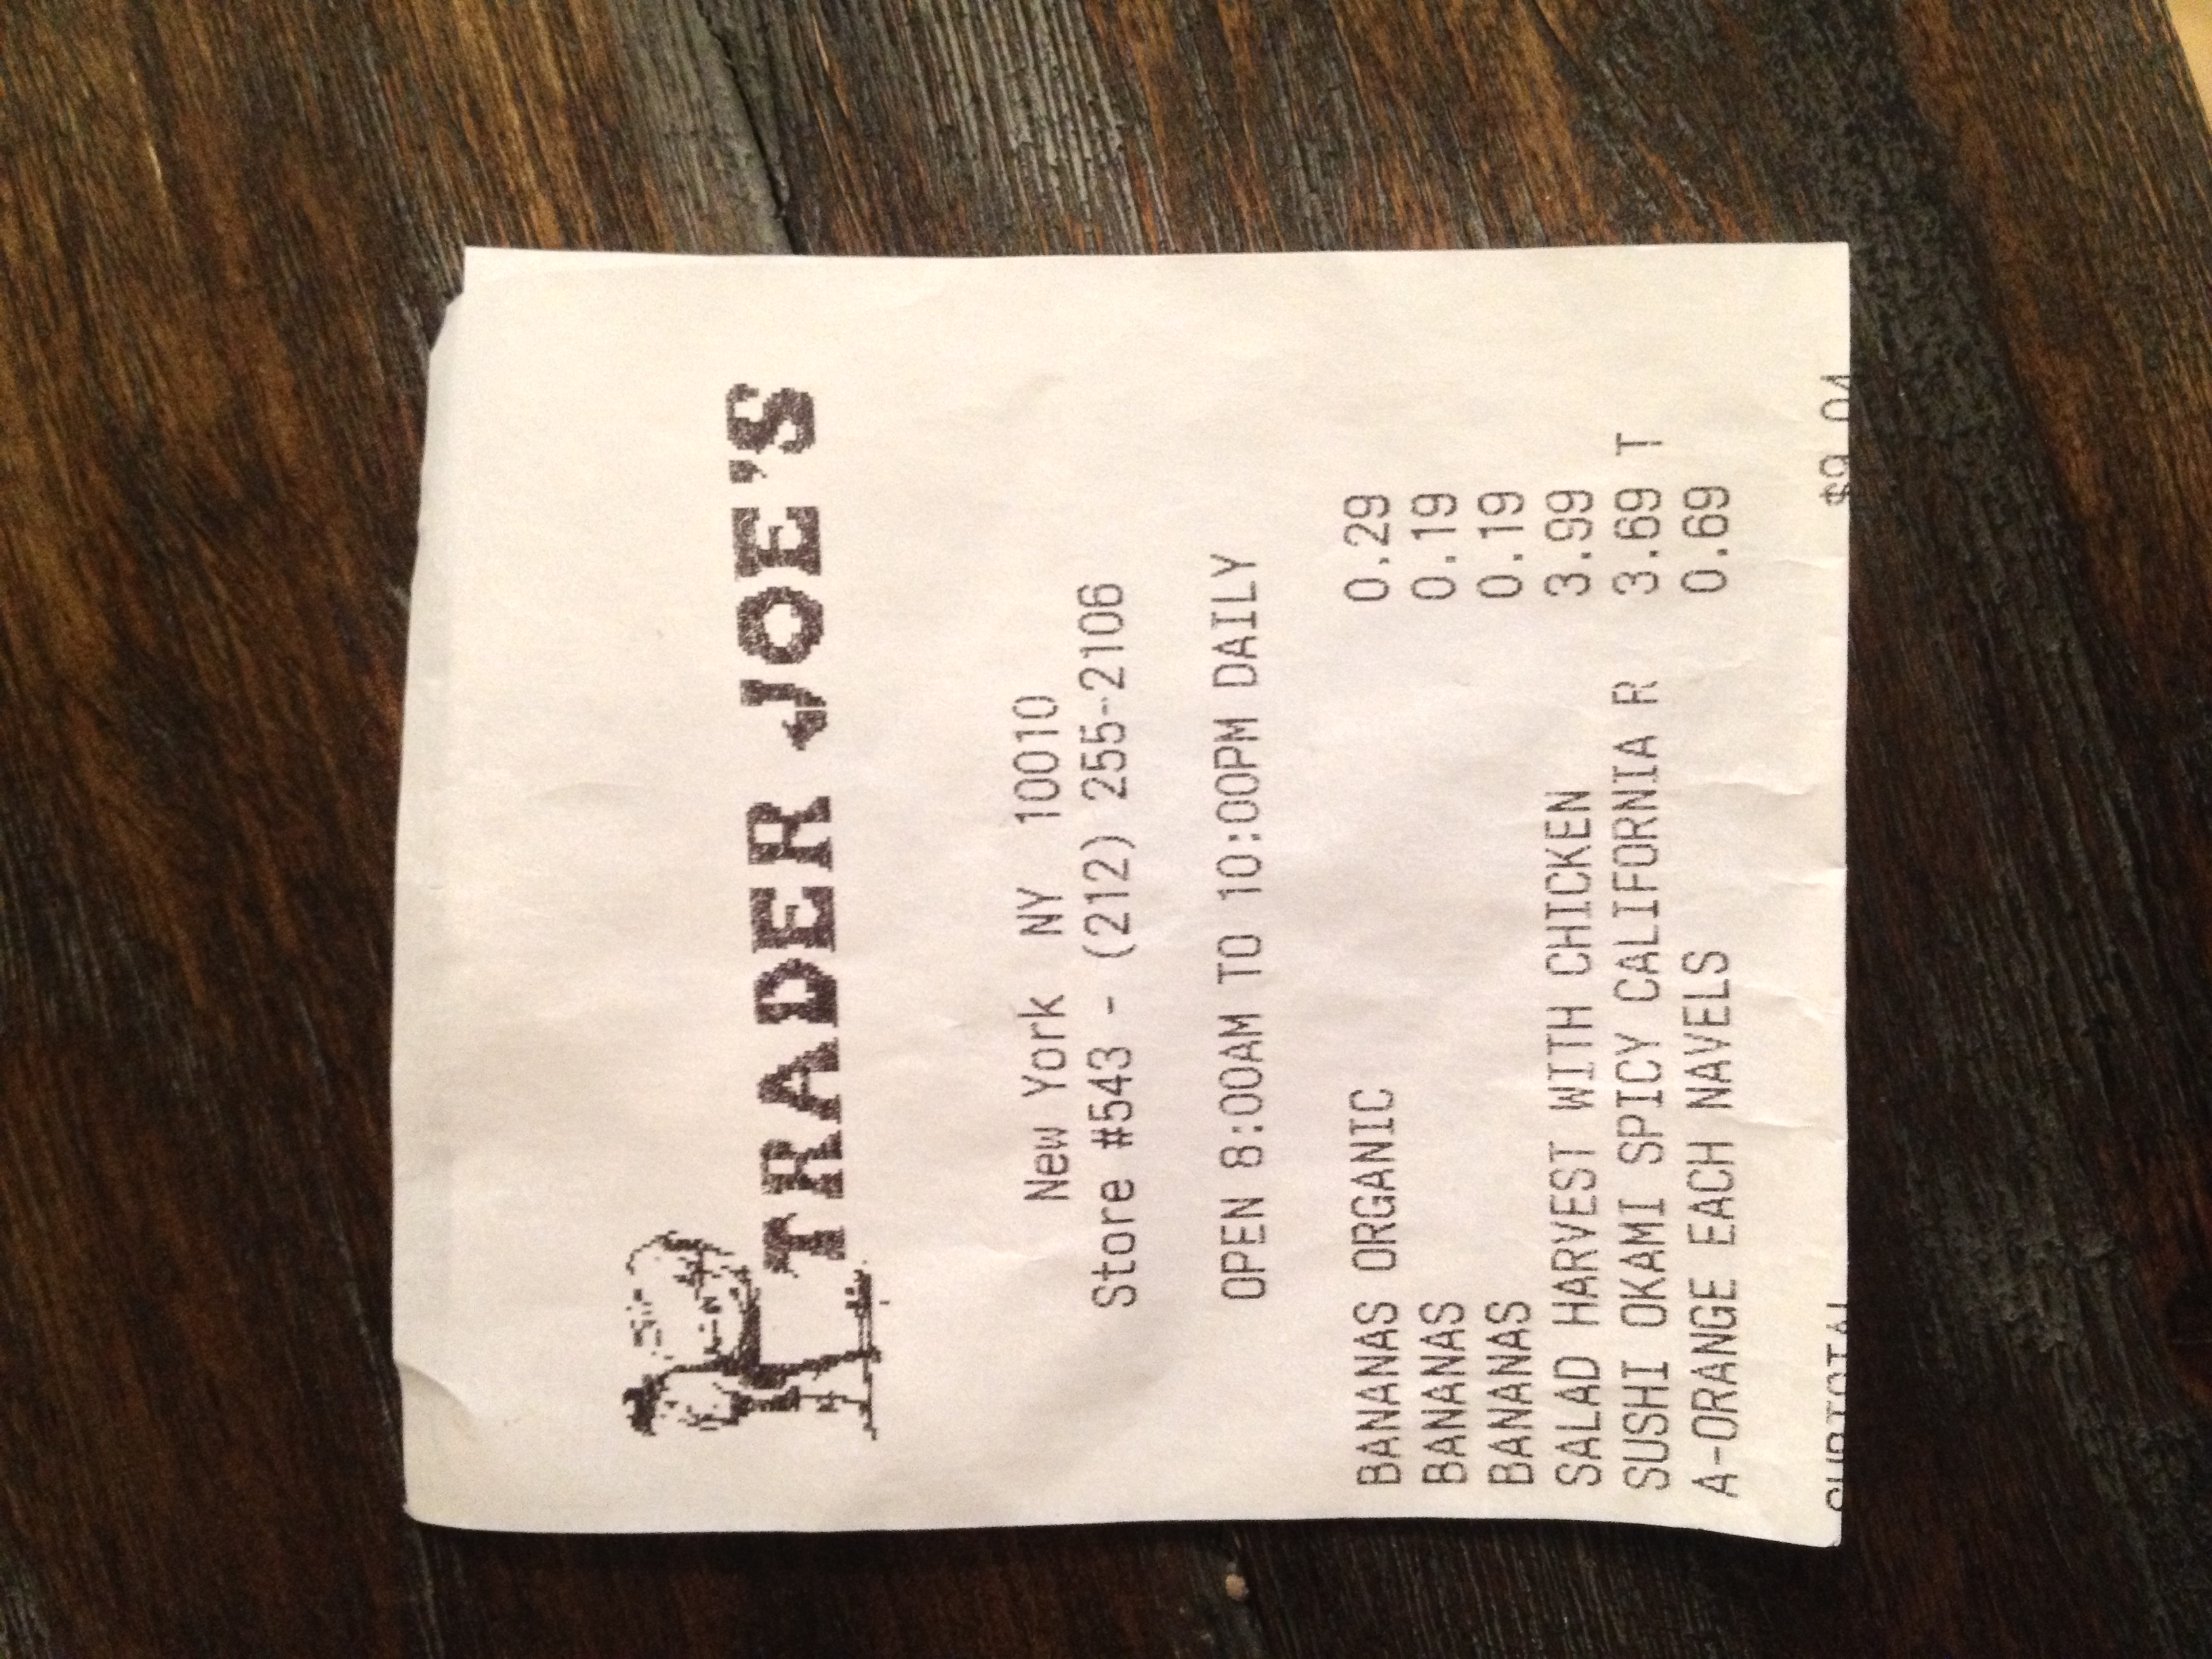 TRADER JOE'S
New York NY 10010
Store #543 - (212) 255-2106
OPEN 8:00AM TO 10:00PM DAILY
BANANAS ORGANIC 0.29
BANANAS 0.19
BANANAS 0.19
SALAD HARVEST WITH CHICKEN 3.99
SUSHI OKAMI SPICY CALIFORNIA R 3.69 T
A-ORANGE EACH NAVELS 0.69
SUBTOTAL $9.04